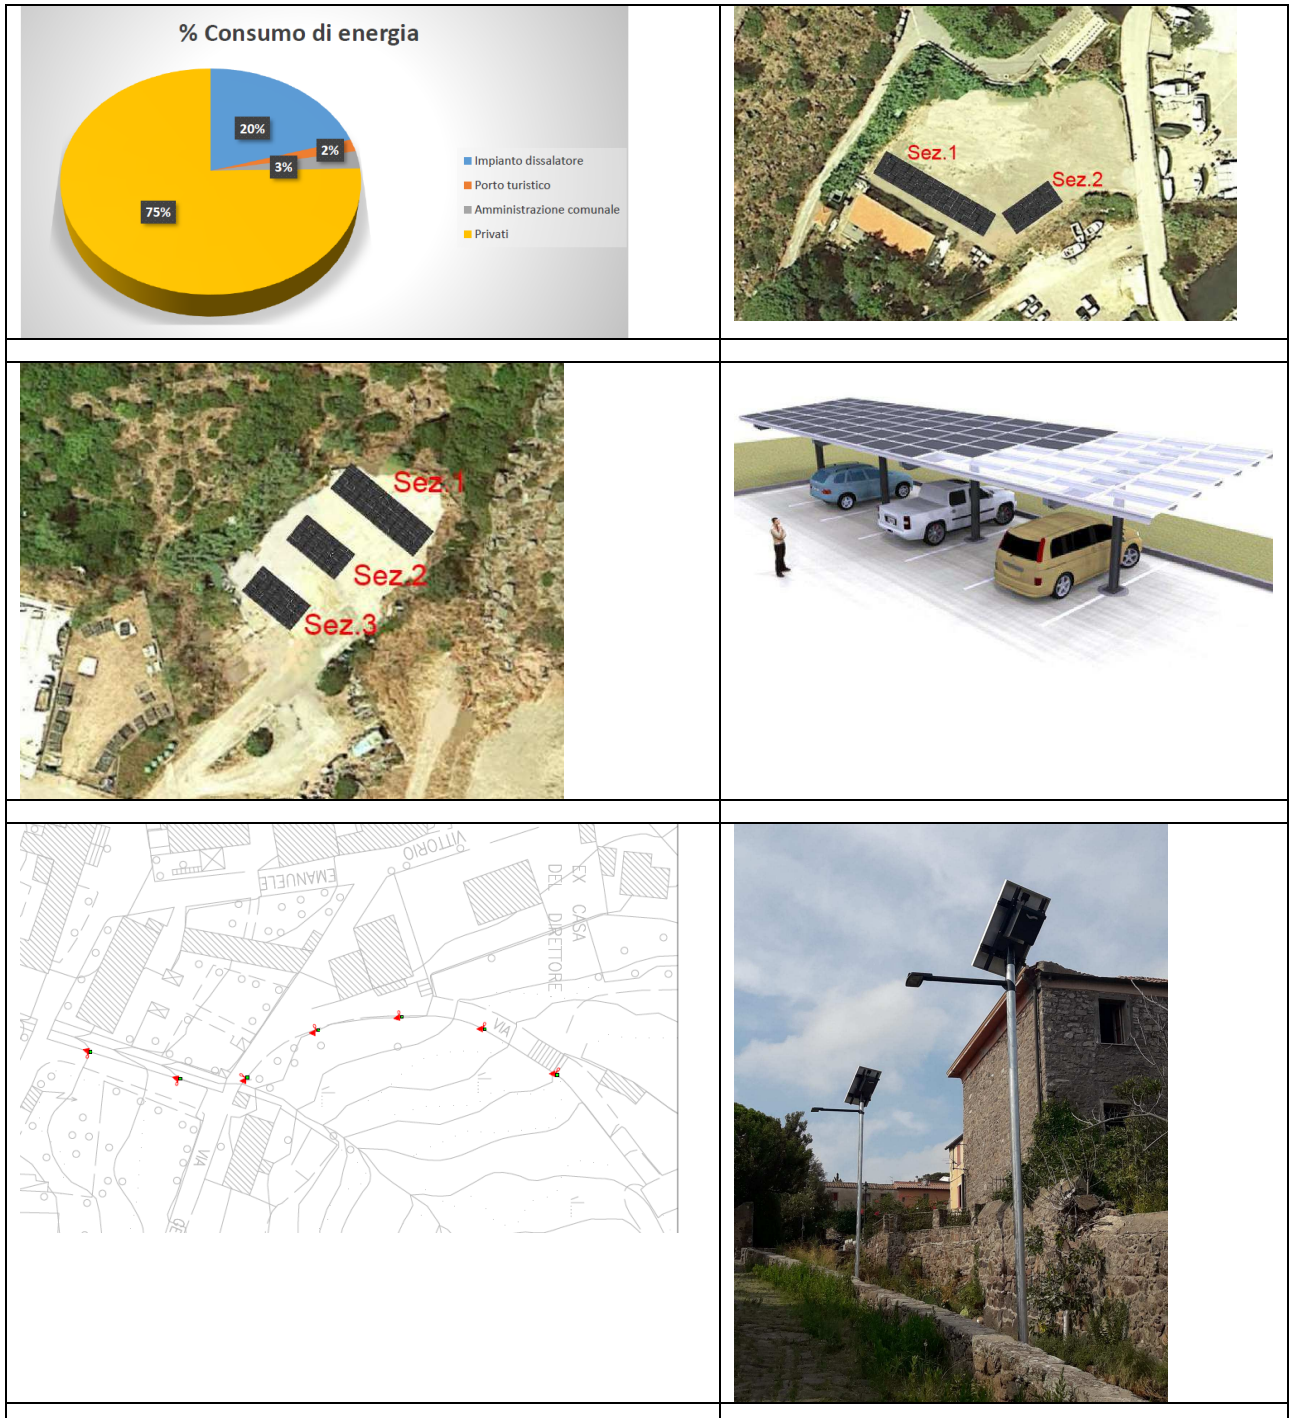 % Consumo di energia
20%
2%
3%
75%
Impianto dissalatore
Porto turistico
Amministrazione comunale
Privati
Sez.1
Sez.2
Sez.1
Sez.2
Sez.3
VITTORIO
EMANUELE
EX CASA
DEL DIRETTORE
VIA
VIA